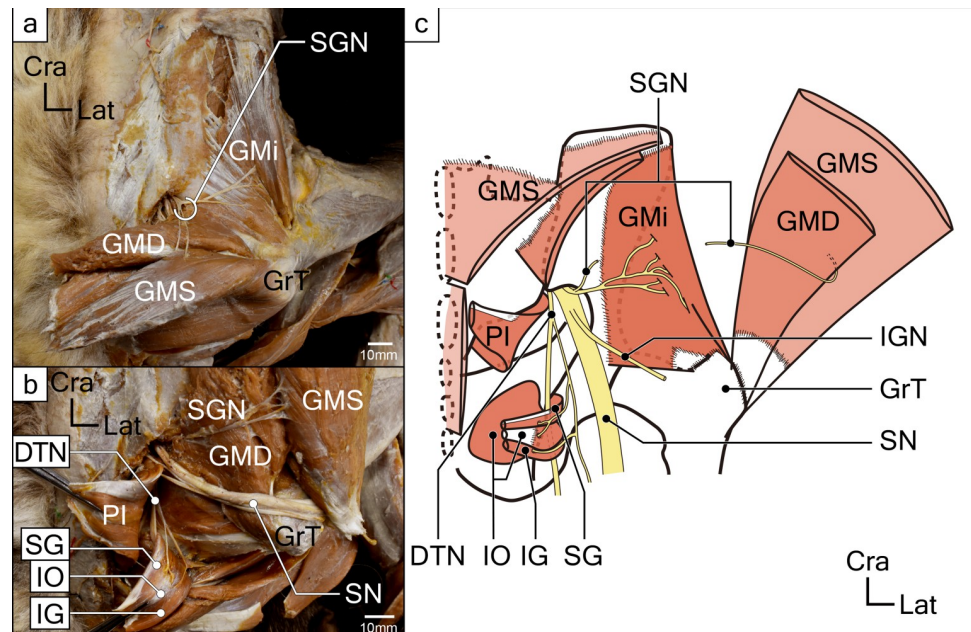 a
SGN
Cra
Lat
GMi
GMD
GrT
GMS
10mm
b
Cra
Lat
SGN
GMS
GMD
DTN
PI
GrT
SG
IO
IG
SN
10mm
c
SGN
GMS
GMi
GMS
GMD
PI
IGN
GrT
SN
DTN IO IG SG
Cra
Lat